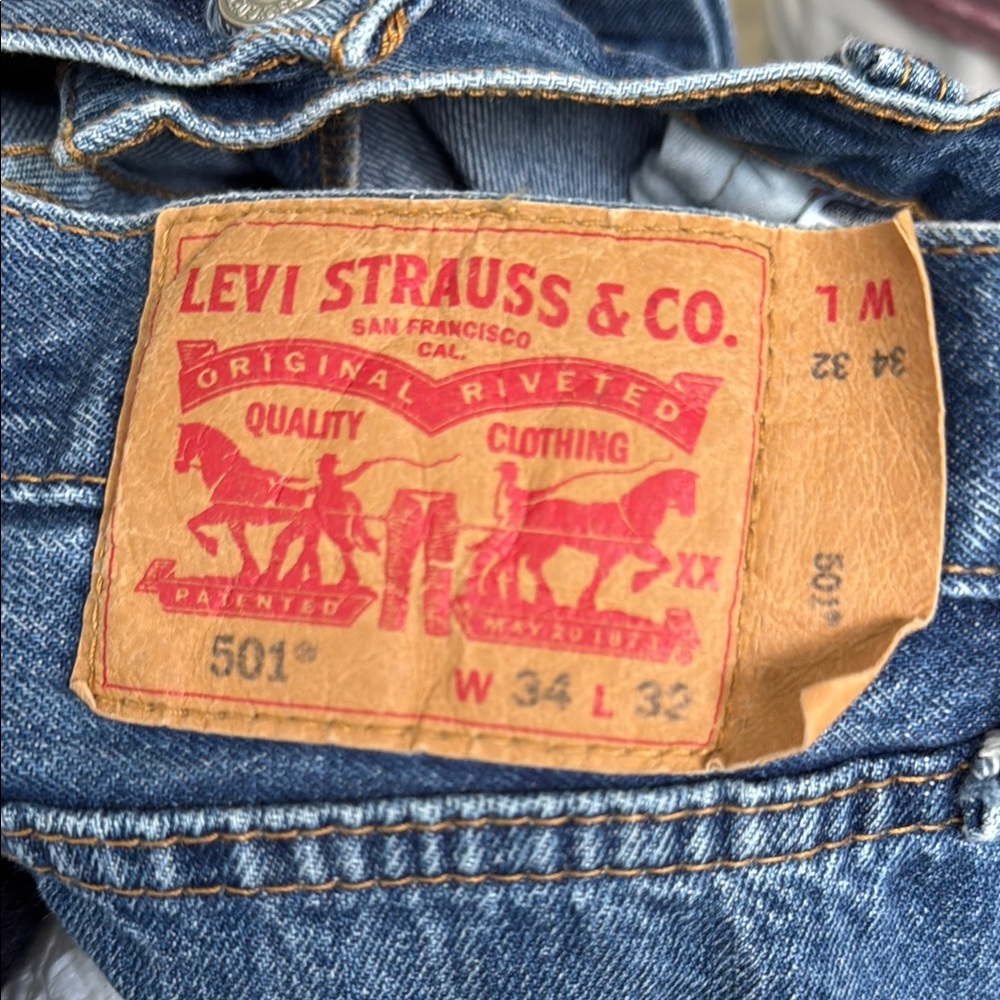 LEVI STRAUSS & CO.
SAN FRANCISCO
CAL.
ORIGINAL RIVETED
QUALITY CLOTHING
XX
PATENTED MAY 20 1873
501®
W 34 L 32
W L
34 32
501®